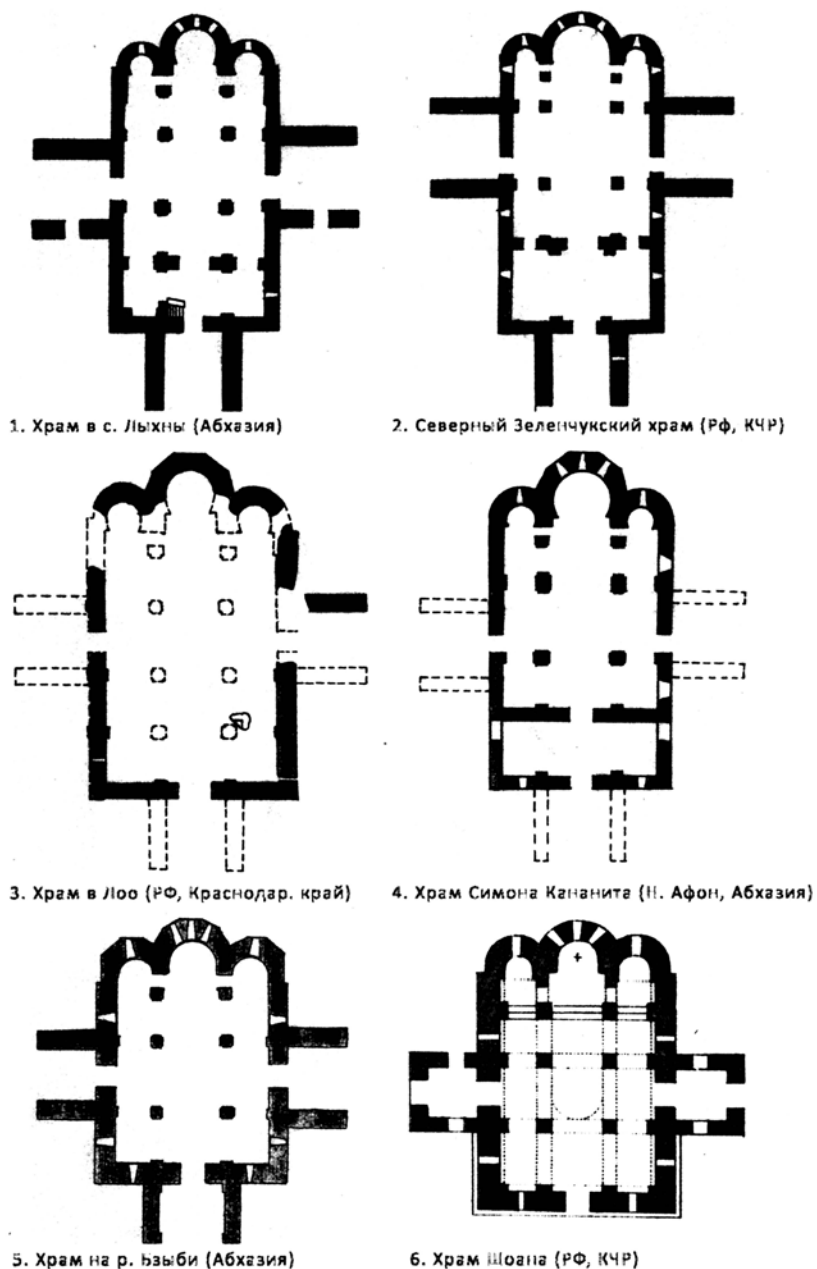 1. Храм в с. Лыхны (Абхазия)
2. Северный Зеленчукский храм (РФ, КЧР)
3. Храм в Лоо (РФ, Краснодар. край)
4. Храм Симона Кананита (Н. Афон, Абхазия)
5. Храм на р. Бзыби (Абхазия)
6. Храм Шоана (РФ, КЧР)